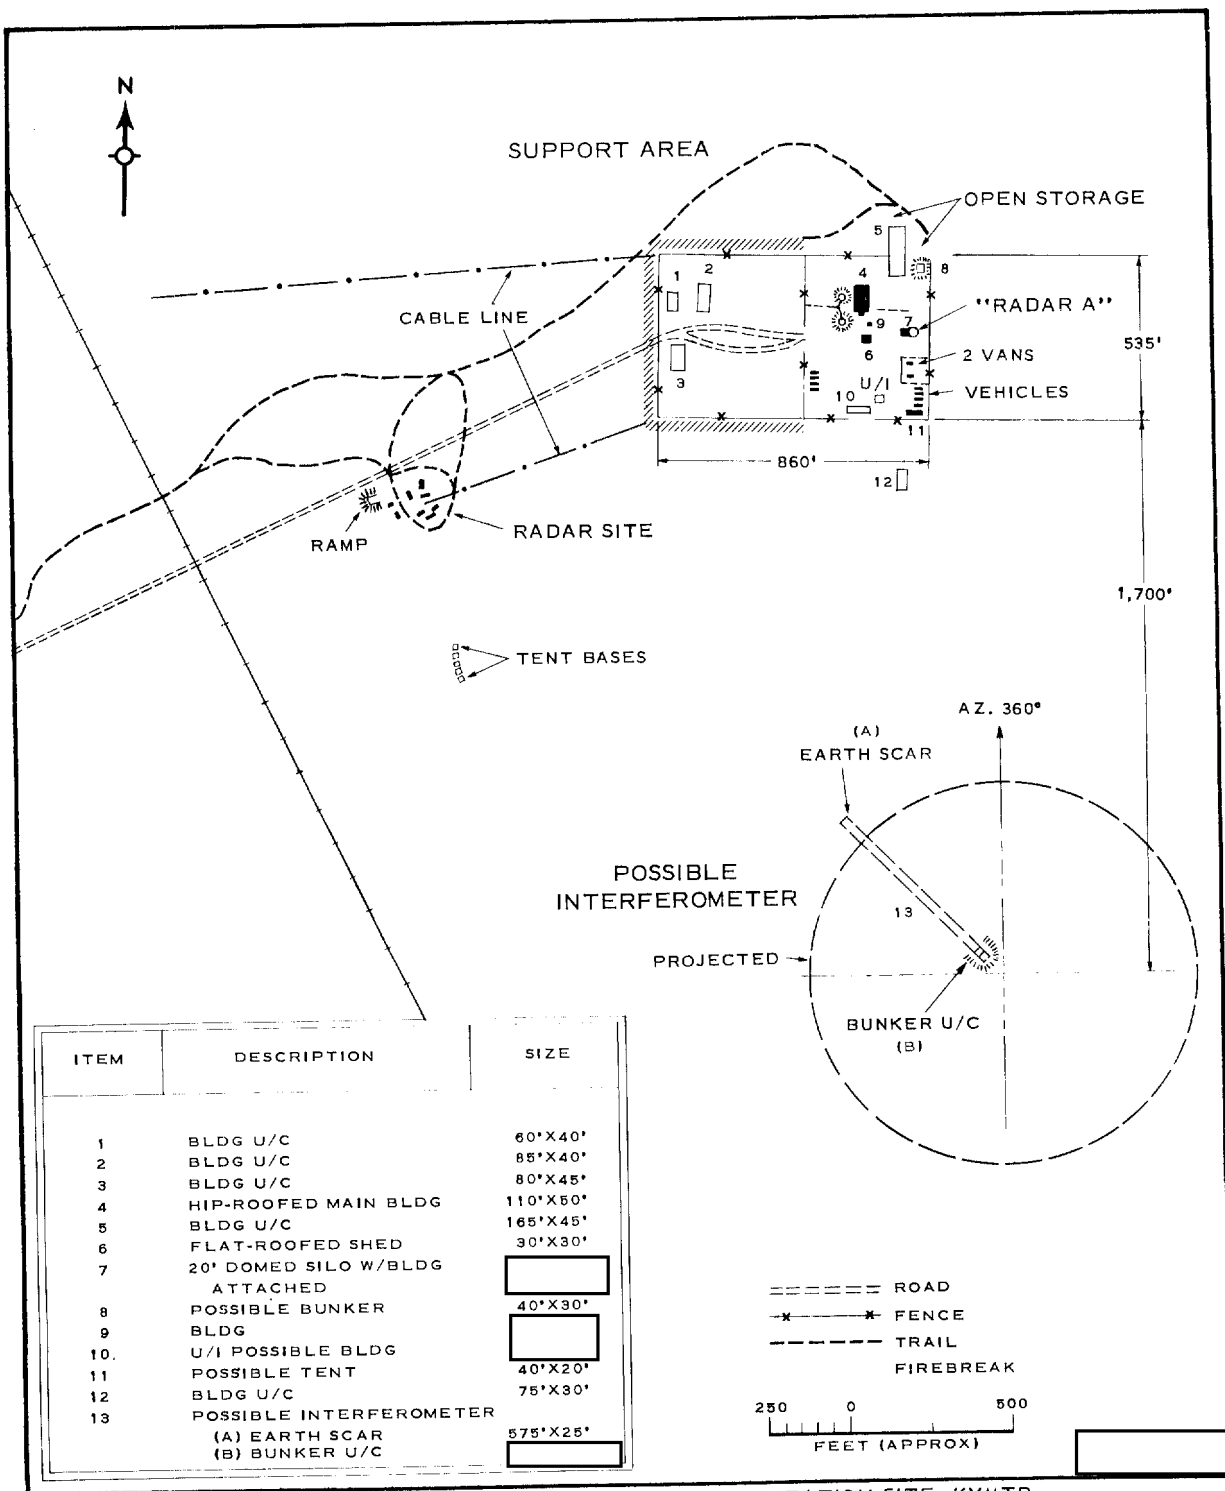 N
SUPPORT AREA
OPEN STORAGE
5
8
1
2
4
CABLE LINE
"RADAR A"
9
7
6
535'
2 VANS
3
U/I
VEHICLES
10
11
860'
12
RADAR SITE
RAMP
1,700'
TENT BASES
AZ. 360°
(A)
EARTH SCAR
POSSIBLE
INTERFEROMETER
13
PROJECTED
BUNKER U/C
(B)
ITEM DESCRIPTION SIZE
1 BLDG U/C 60'X40'
2 BLDG U/C 85'X40'
3 BLDG U/C 80'X45'
4 HIP-ROOFED MAIN BLDG 110'X50'
5 BLDG U/C 165'X45'
6 FLAT-ROOFED SHED 30'X30'
7 20' DOMED SILO W/BLDG
ATTACHED
8 POSSIBLE BUNKER 40'X30'
9 BLDG
10. U/I POSSIBLE BLDG
11 POSSIBLE TENT 40'X20'
12 BLDG U/C 75'X30'
13 POSSIBLE INTERFEROMETER
(A) EARTH SCAR 575'X25'
(B) BUNKER U/C
ROAD
FENCE
TRAIL
FIREBREAK
250 0 500
FEET (APPROX)